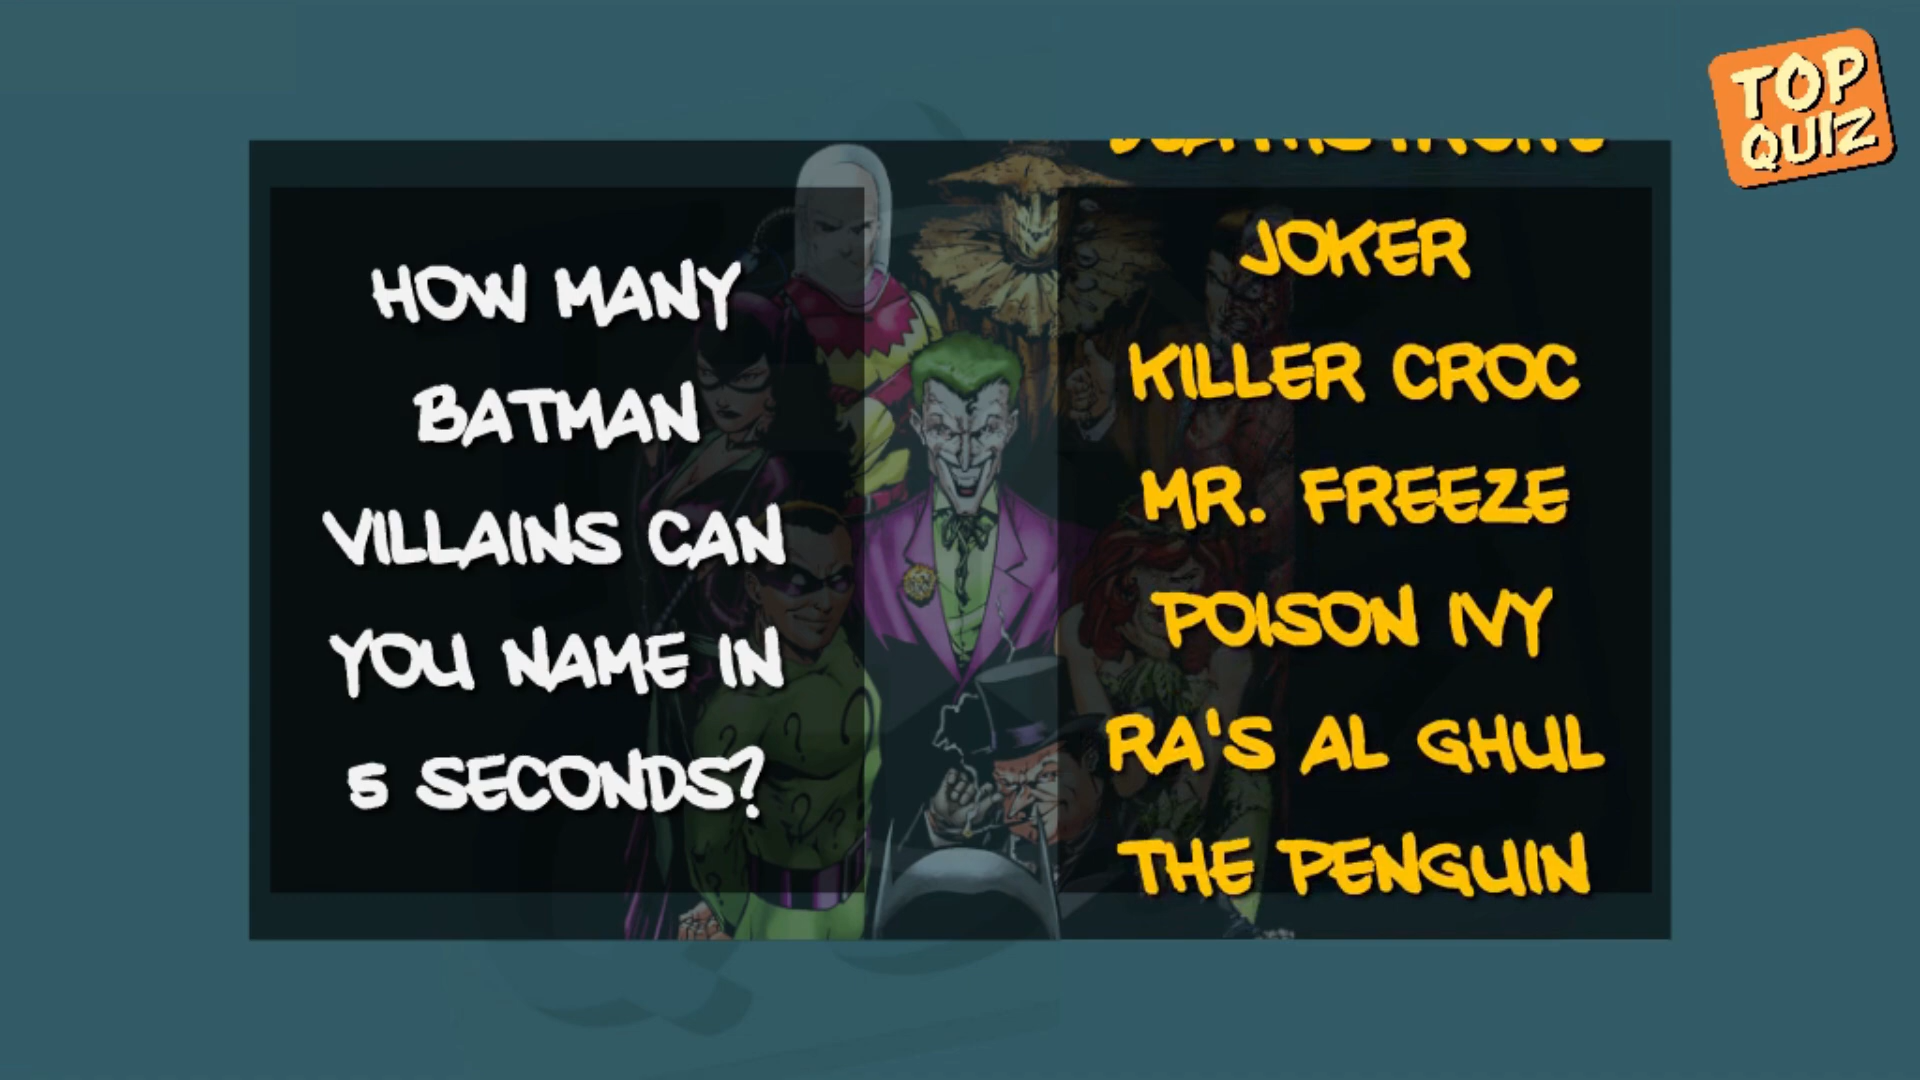 TOP
QUIZ
HOW MANY
BATMAN
VILLAINS CAN
YOU NAME IN
5 SECONDS?
JOKER
KILLER CROC
MR. FREEZE
POISON IVY
RA'S AL GHUL
THE PENGUIN